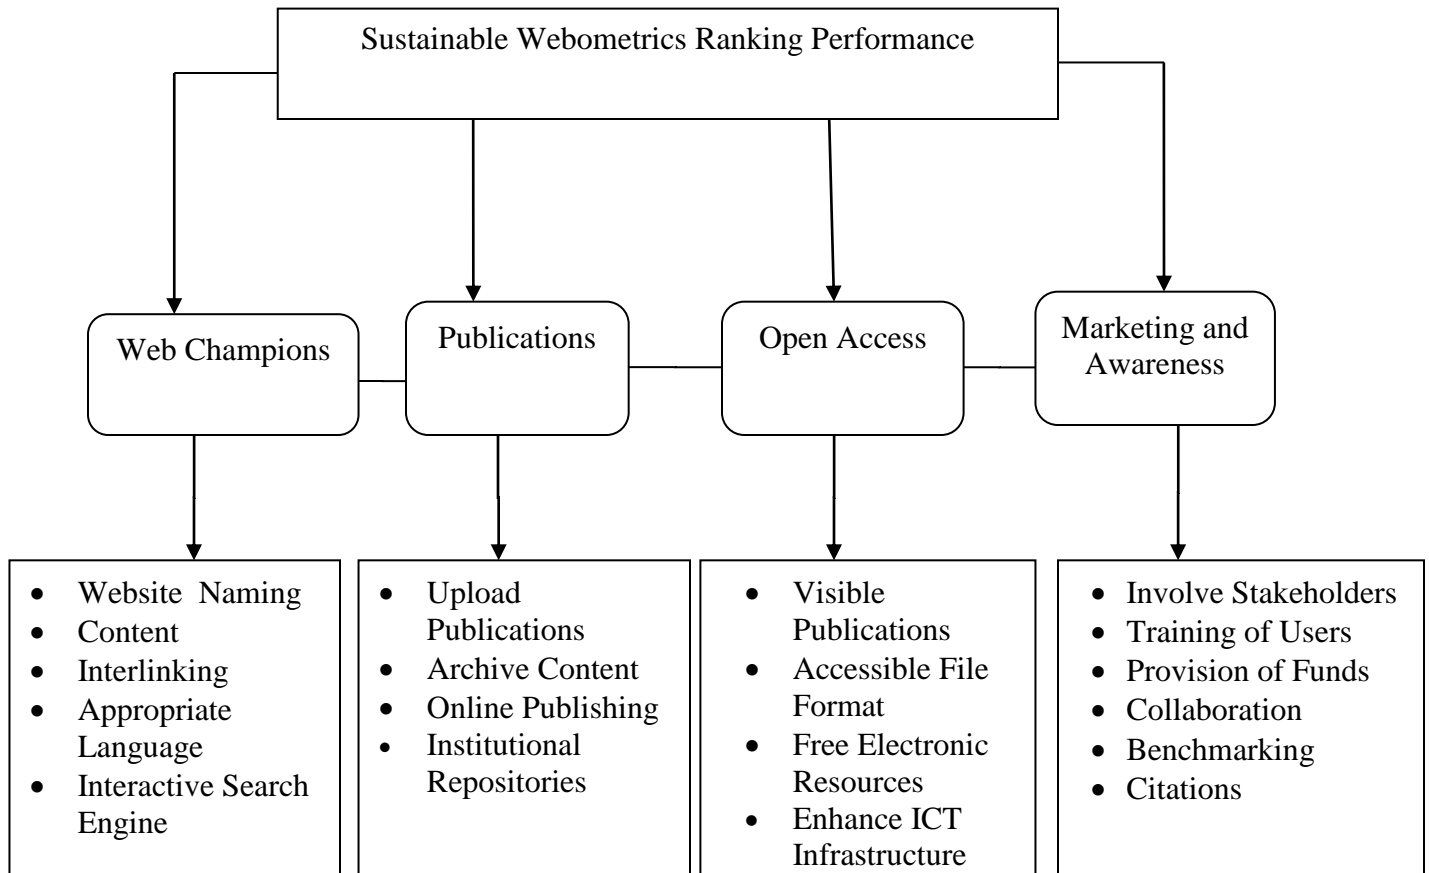 Sustainable Webometrics Ranking Performance
Web Champions
Publications
Open Access
Marketing and
Awareness
• Website  Naming
• Content
• Interlinking
• Appropriate
Language
• Interactive Search
Engine
• Upload
Publications
• Archive Content
• Online Publishing
• Institutional
Repositories
• Visible
Publications
• Accessible File
Format
• Free Electronic
Resources
• Enhance ICT
Infrastructure
• Involve Stakeholders
• Training of Users
• Provision of Funds
• Collaboration
• Benchmarking
• Citations